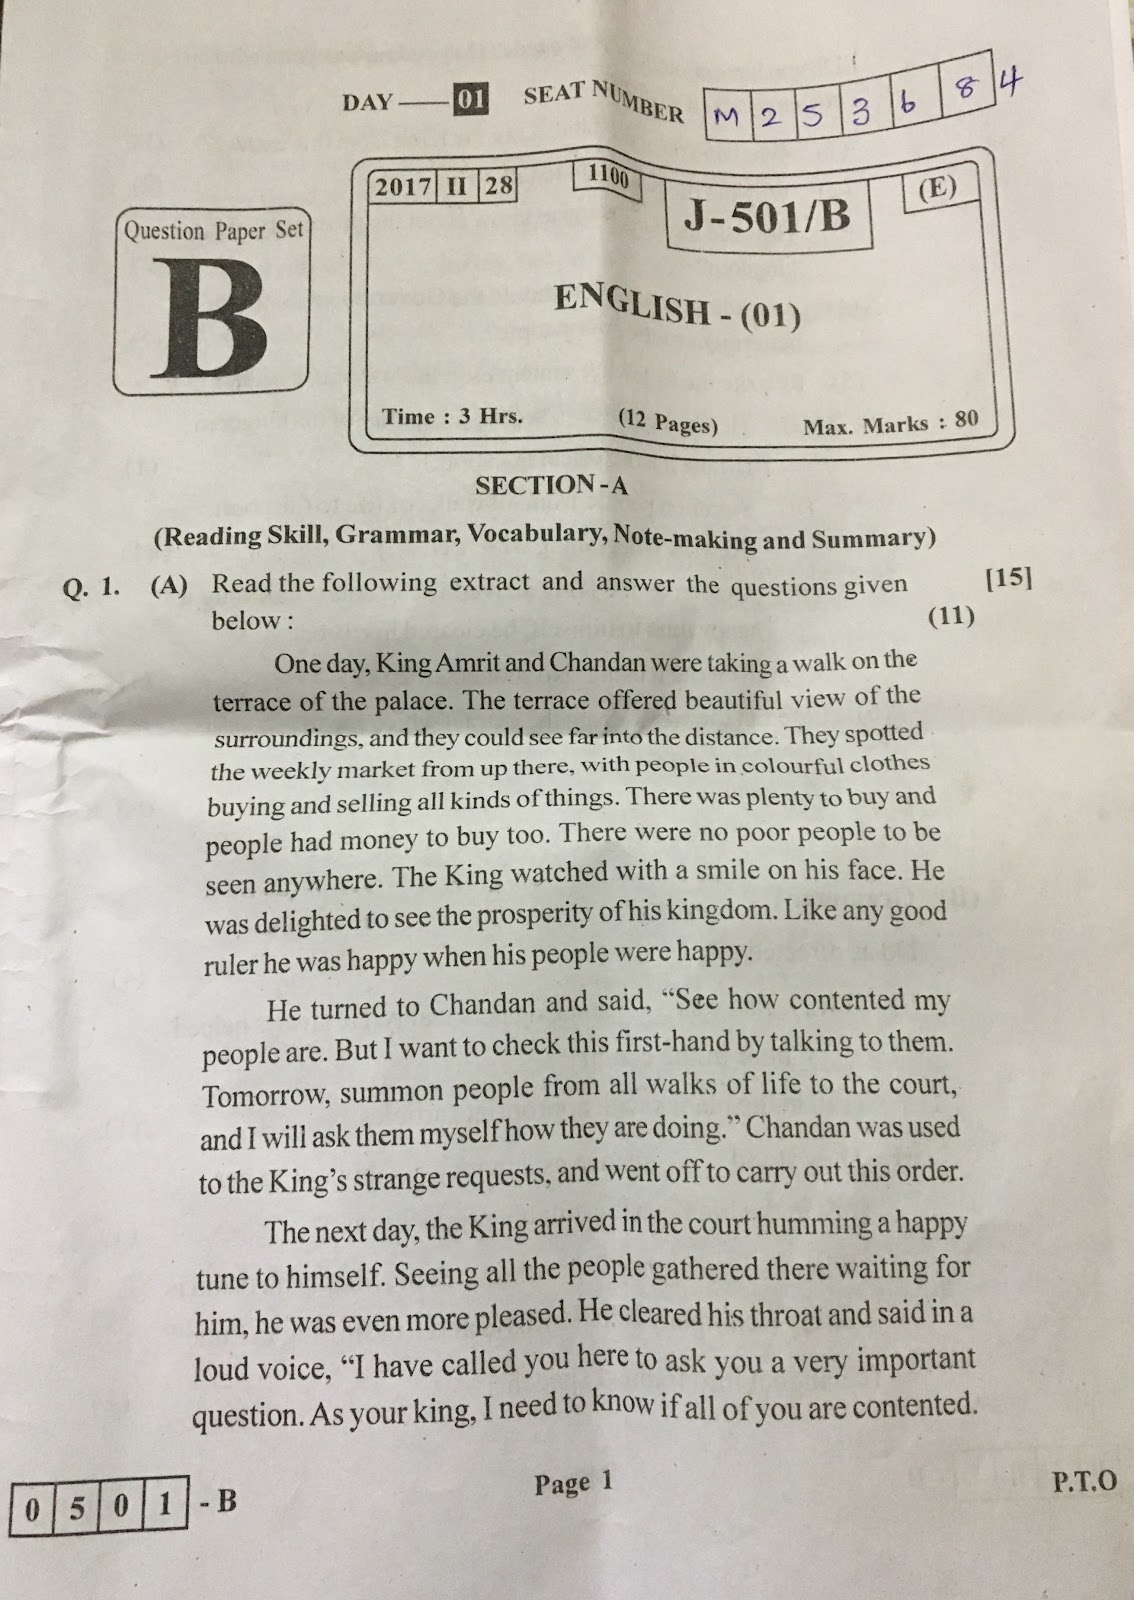 DAY — 01 SEAT NUMBER M 2 5 3 6 8 4
2017 II 28 1100 J-501/B (E)
Question Paper Set
B
ENGLISH - (01)
Time : 3 Hrs. (12 Pages) Max. Marks : 80
SECTION - A
(Reading Skill, Grammar, Vocabulary, Note-making and Summary)
Q. 1. (A) Read the following extract and answer the questions given [15]
below : (11)
One day, King Amrit and Chandan were taking a walk on the
terrace of the palace. The terrace offered beautiful view of the
surroundings, and they could see far into the distance. They spotted
the weekly market from up there, with people in colourful clothes
buying and selling all kinds of things. There was plenty to buy and
people had money to buy too. There were no poor people to be
seen anywhere. The King watched with a smile on his face. He
was delighted to see the prosperity of his kingdom. Like any good
ruler he was happy when his people were happy.
He turned to Chandan and said, “See how contented my
people are. But I want to check this first-hand by talking to them.
Tomorrow, summon people from all walks of life to the court,
and I will ask them myself how they are doing.” Chandan was used
to the King’s strange requests, and went off to carry out this order.
The next day, the King arrived in the court humming a happy
tune to himself. Seeing all the people gathered there waiting for
him, he was even more pleased. He cleared his throat and said in a
loud voice, “I have called you here to ask you a very important
question. As your king, I need to know if all of you are contented.
0 5 0 1 - B Page 1 P.T.O